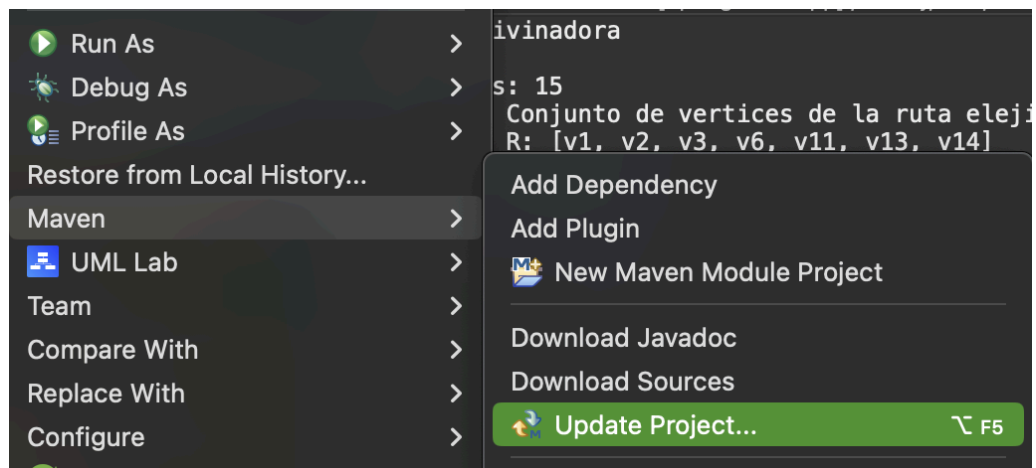 ivinadora
Run As
s: 15
Debug As
Conjunto de vertices de la ruta elej
Profile As
R: [v1, v2, v3, v6, v11, v13, v14]
Restore from Local History...
Maven
UML Lab
Team
Compare With
Replace With
Configure
Add Dependency
Add Plugin
New Maven Module Project
Download Javadoc
Download Sources
Update Project... ⌥ F5